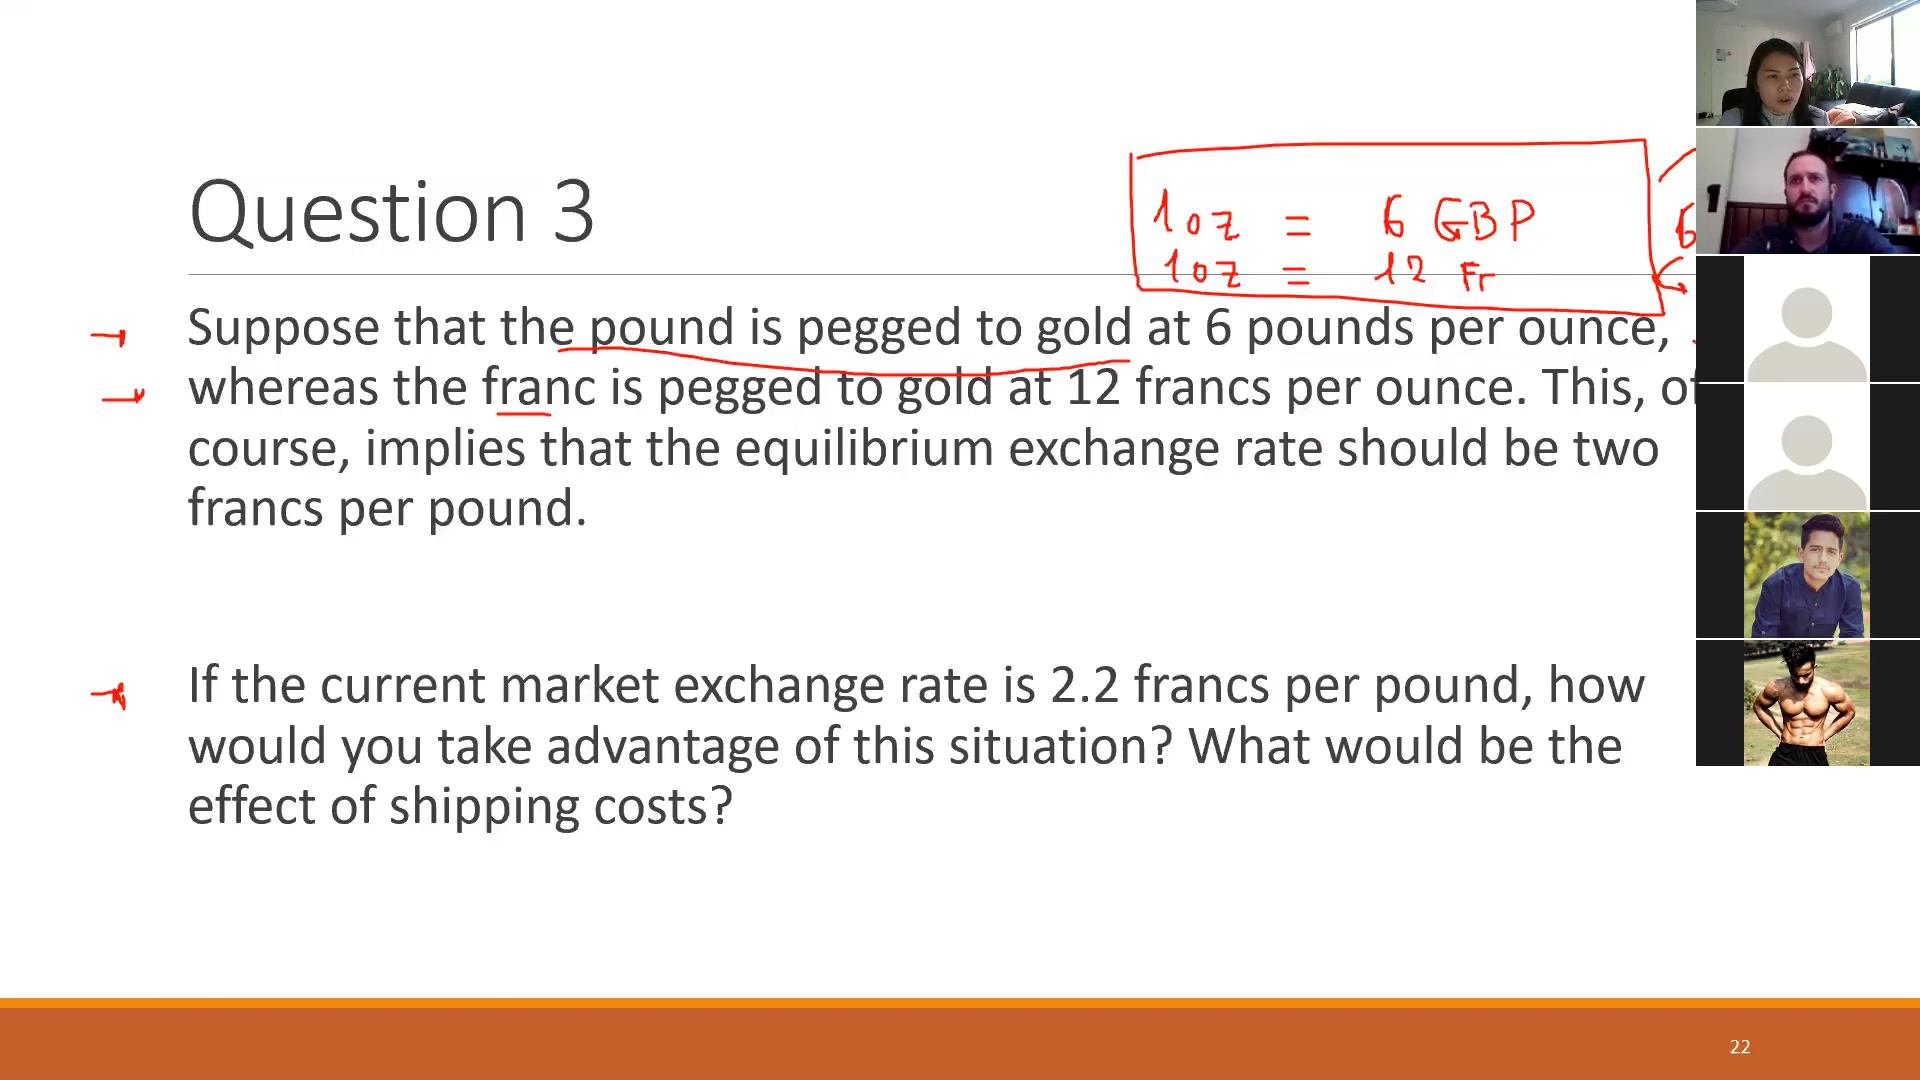 Question 3
1 oz = 6 GBP
1 oz = 12 Fr
6
Suppose that the pound is pegged to gold at 6 pounds per ounce,
whereas the franc is pegged to gold at 12 francs per ounce. This, of
course, implies that the equilibrium exchange rate should be two
francs per pound.
If the current market exchange rate is 2.2 francs per pound, how
would you take advantage of this situation? What would be the
effect of shipping costs?
22